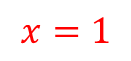 x = 1